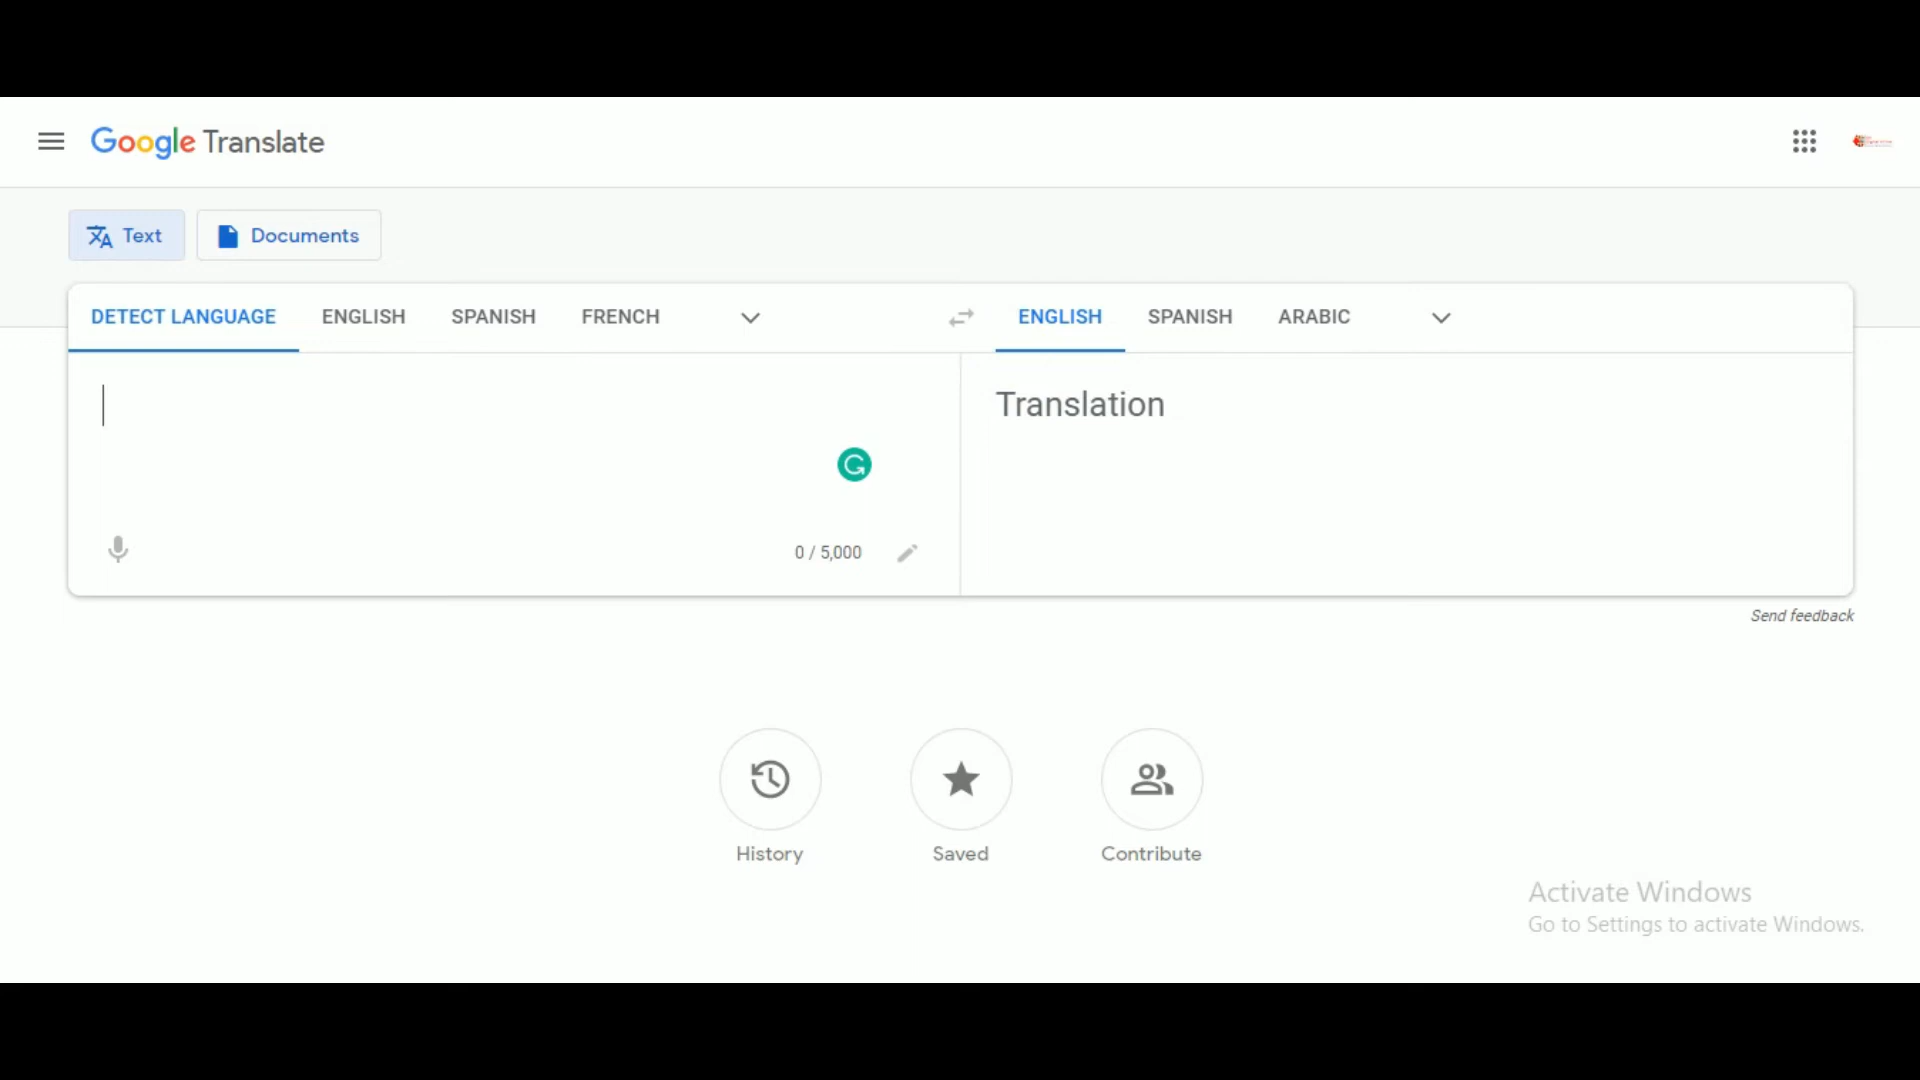 Google Translate
Text
Documents
DETECT LANGUAGE ENGLISH SPANISH FRENCH
ENGLISH SPANISH ARABIC
Translation
0 / 5,000
Send feedback
History
Saved
Contribute
Activate Windows
Go to Settings to activate Windows.